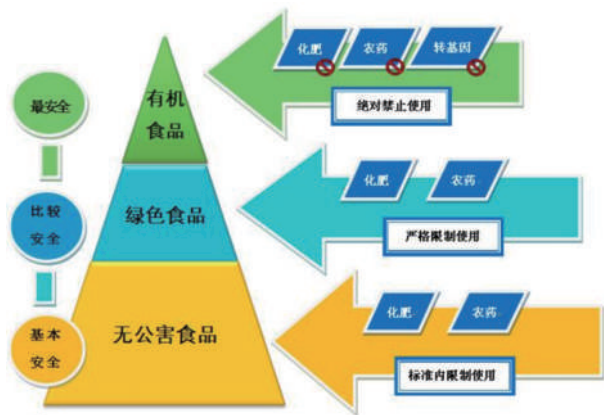 化肥
农药
转基因
绝对禁止使用
最安全
有机
食品
化肥
农药
严格限制使用
比较
安全
绿色食品
化肥
农药
标准内限制使用
基本
安全
无公害食品